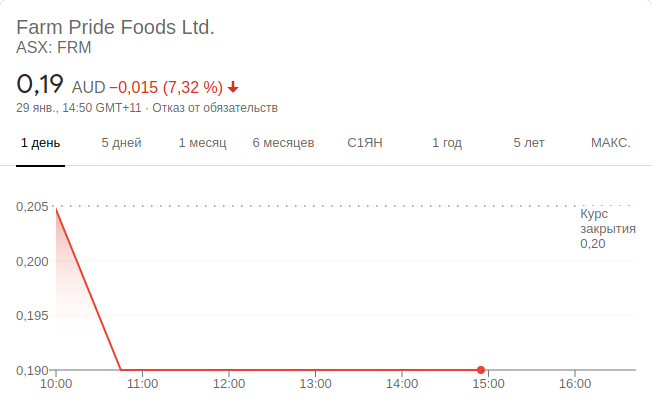 Farm Pride Foods Ltd.
ASX: FRM
0,19 AUD −0,015 (7,32 %)
29 янв., 14:50 GMT+11 · Отказ от обязательств
1 день 5 дней 1 месяц 6 месяцев С1ЯН 1 год 5 лет МАКС.
0,205
Курс
закрытия
0,20
0,200
0,195
0,190
10:00 11:00 12:00 13:00 14:00 15:00 16:00